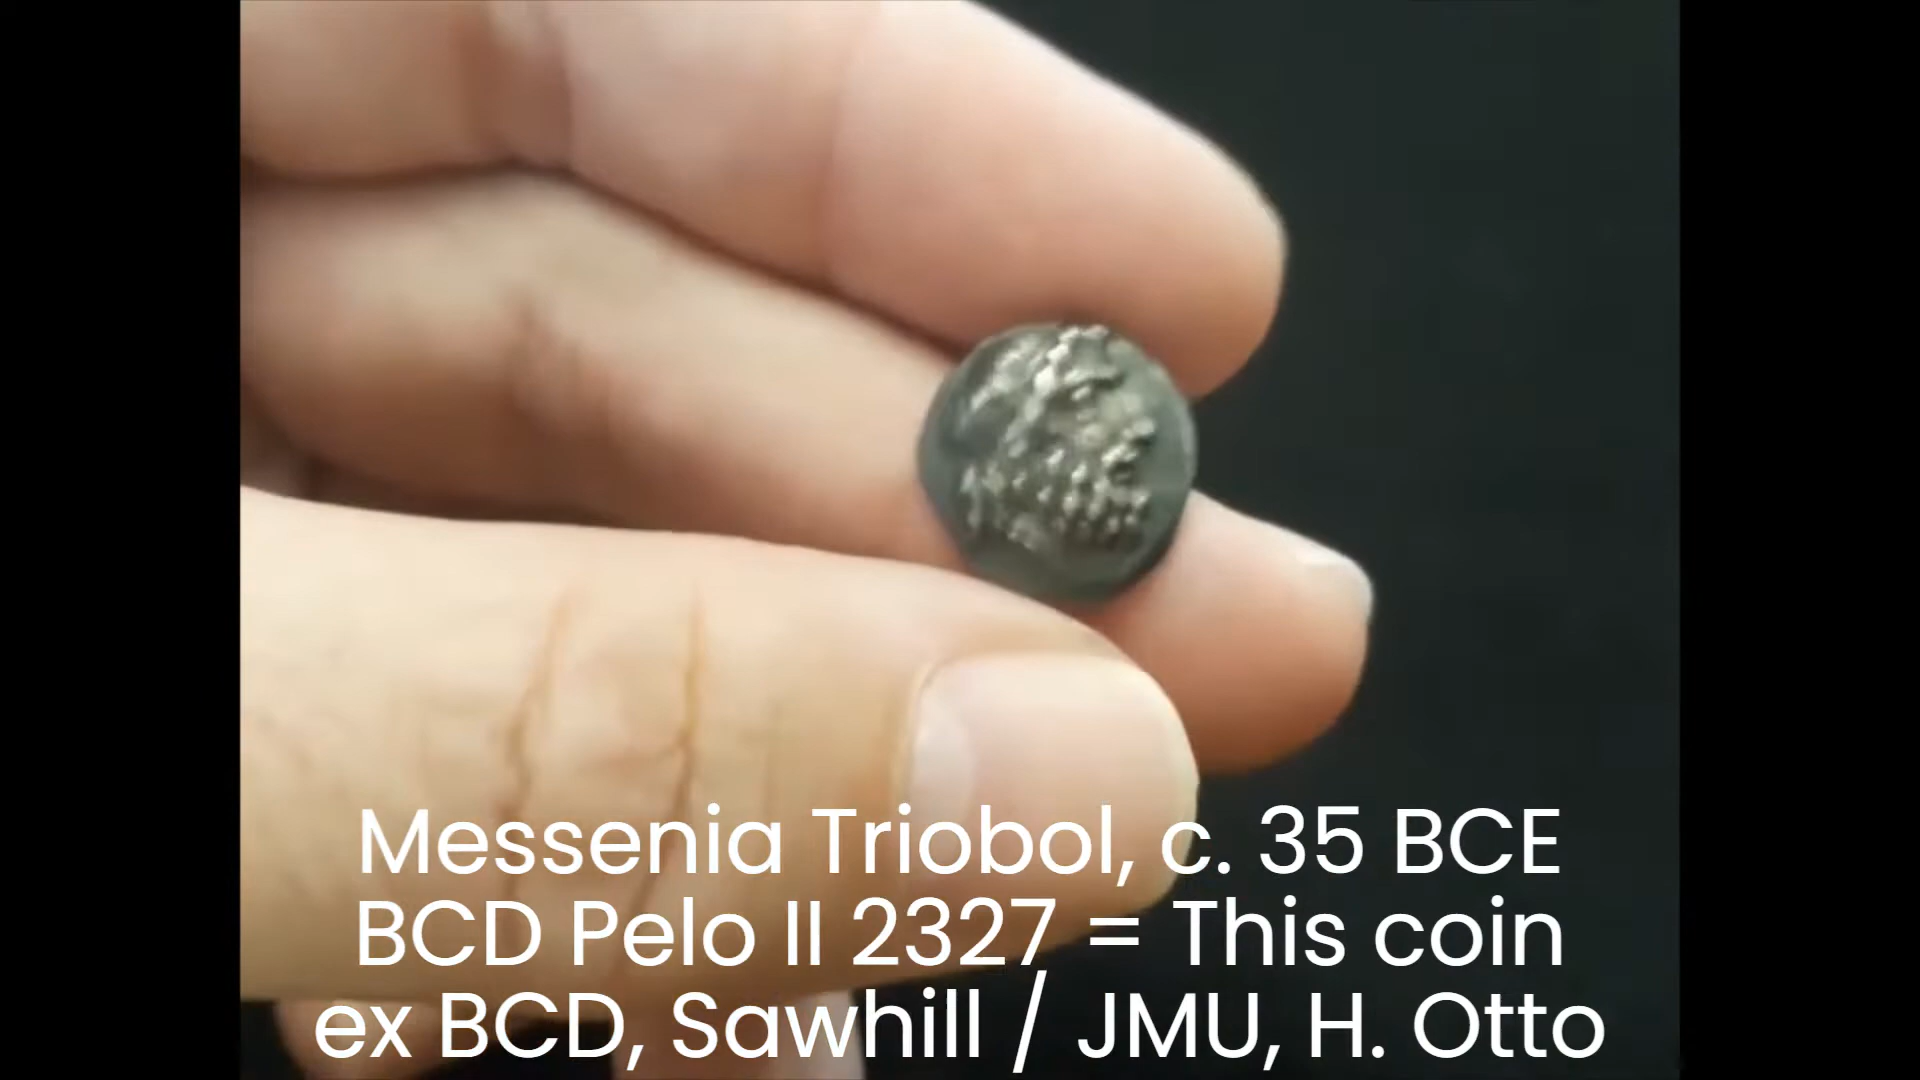 Messenia Triobol, c. 35 BCE
BCD Pelo II 2327 = This coin
ex BCD, Sawhill / JMU, H. Otto